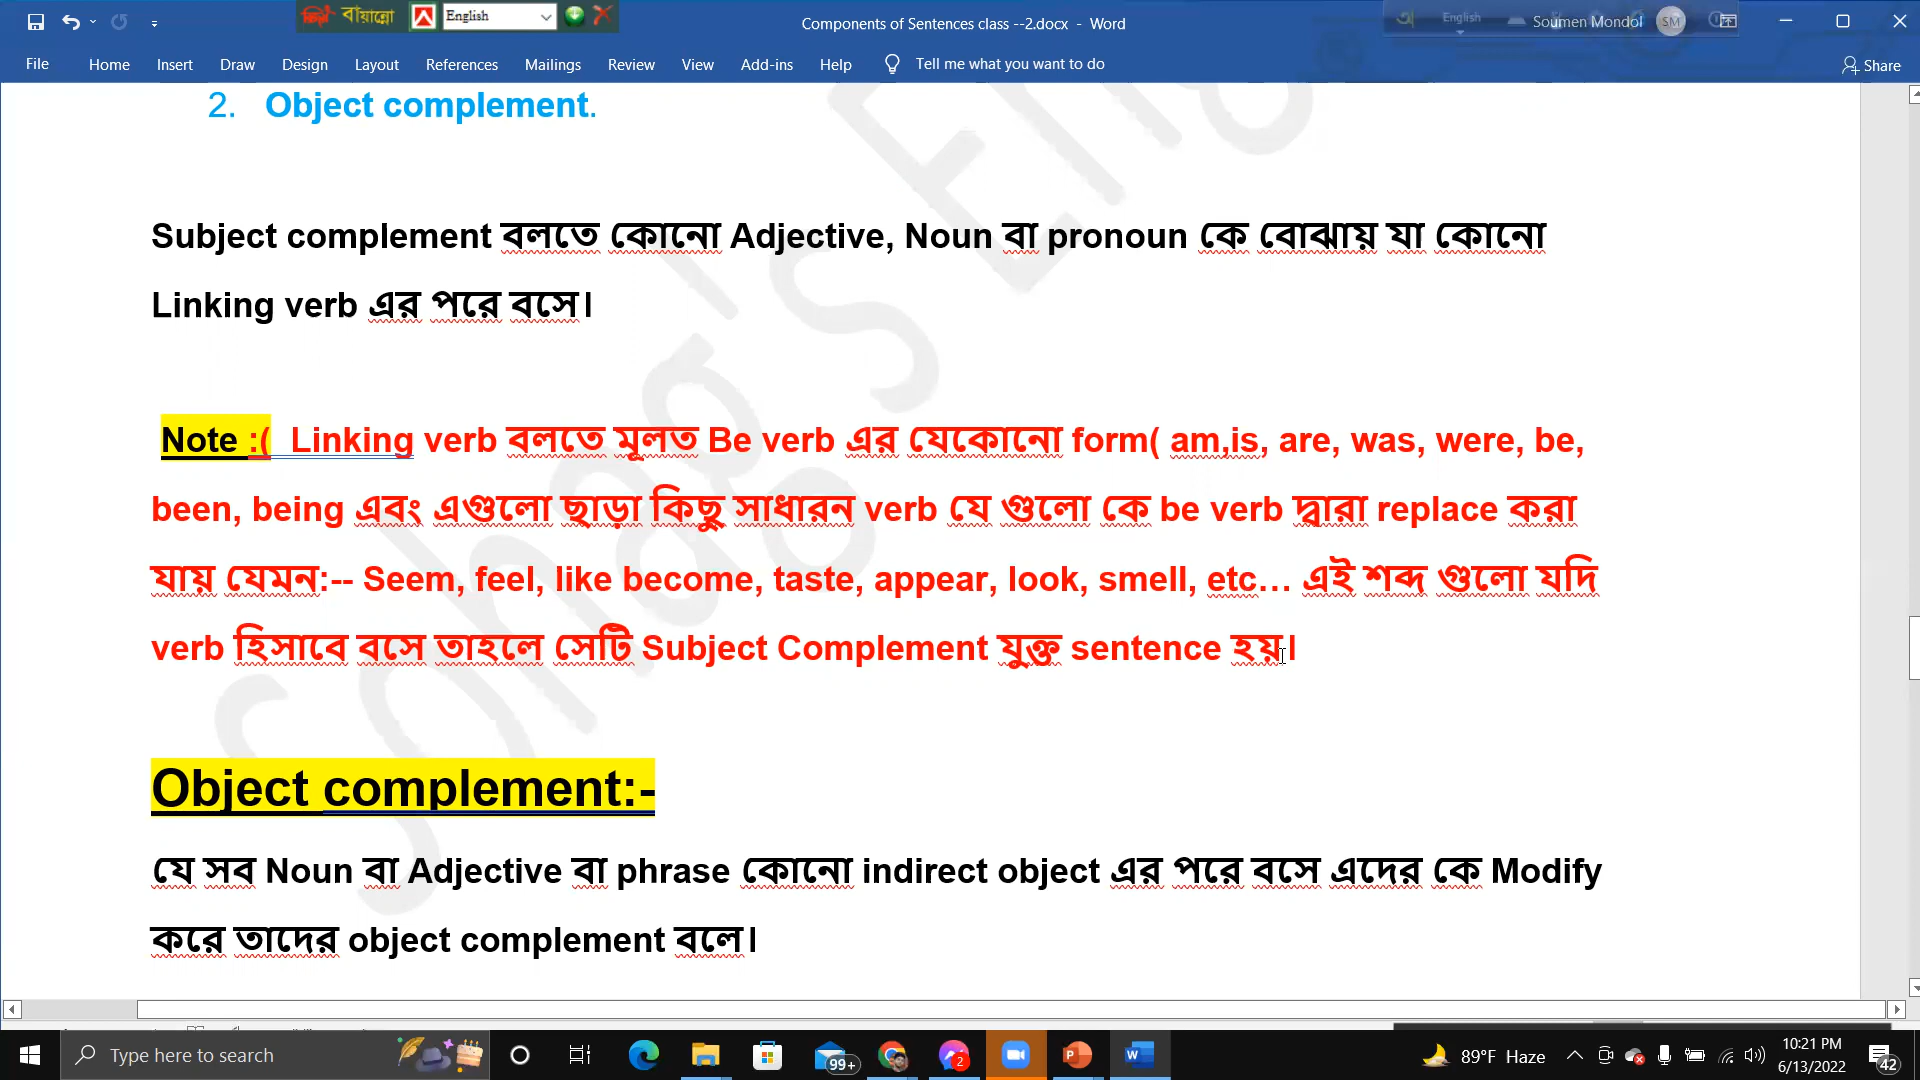 বায়ান্নো English Components of Sentences class --2.docx - Word English Soumen Mondol SM
File Home Insert Draw Design Layout References Mailings Review View Add-ins Help Tell me what you want to do Share
2. Object complement.
Subject complement বলতে কোনো Adjective, Noun বা pronoun কে বোঝায় যা কোনো
Linking verb এর পরে বসে।
Note :( Linking verb বলতে মূলত Be verb এর যেকোনো form( am,is, are, was, were, be,
been, being এবং এগুলো ছাড়া কিছু সাধারন verb যে গুলো কে be verb দ্বারা replace করা
যায় যেমন:-- Seem, feel, like become, taste, appear, look, smell, etc… এই শব্দ গুলো যদি
verb হিসাবে বসে তাহলে সেটি Subject Complement যুক্ত sentence হয়।
Object complement:-
যে সব Noun বা Adjective বা phrase কোনো indirect object এর পরে বসে এদের কে Modify
করে তাদের object complement বলে।
Sohag's Eng
Type here to search 99+ 2 89°F Haze 10:21 PM
6/13/2022 42